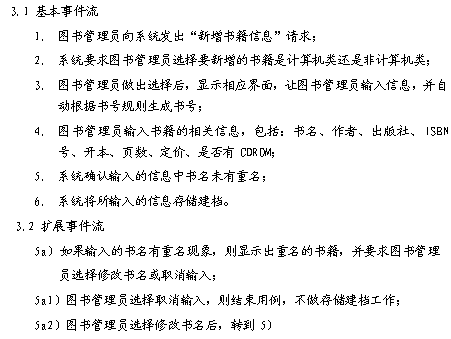 3.1 基本事件流
1. 图书管理员向系统发出“新增书籍信息”请求；
2. 系统要求图书管理员选择要新增的书籍是计算机类还是非计算机类；
3. 图书管理员做出选择后，显示相应界面，让图书管理员输入信息，并自
动根据书号规则生成书号；
4. 图书管理员输入书籍的相关信息，包括：书名、作者、出版社、ISBN
号、开本、页数、定价、是否有 CDROM；
5. 系统确认输入的信息中书名未有重名；
6. 系统将所输入的信息存储建档。
3.2 扩展事件流
5a）如果输入的书名有重名现象，则显示出重名的书籍，并要求图书管理
员选择修改书名或取消输入；
5a1）图书管理员选择取消输入，则结束用例，不做存储建档工作；
5a2）图书管理员选择修改书名后，转到 5）